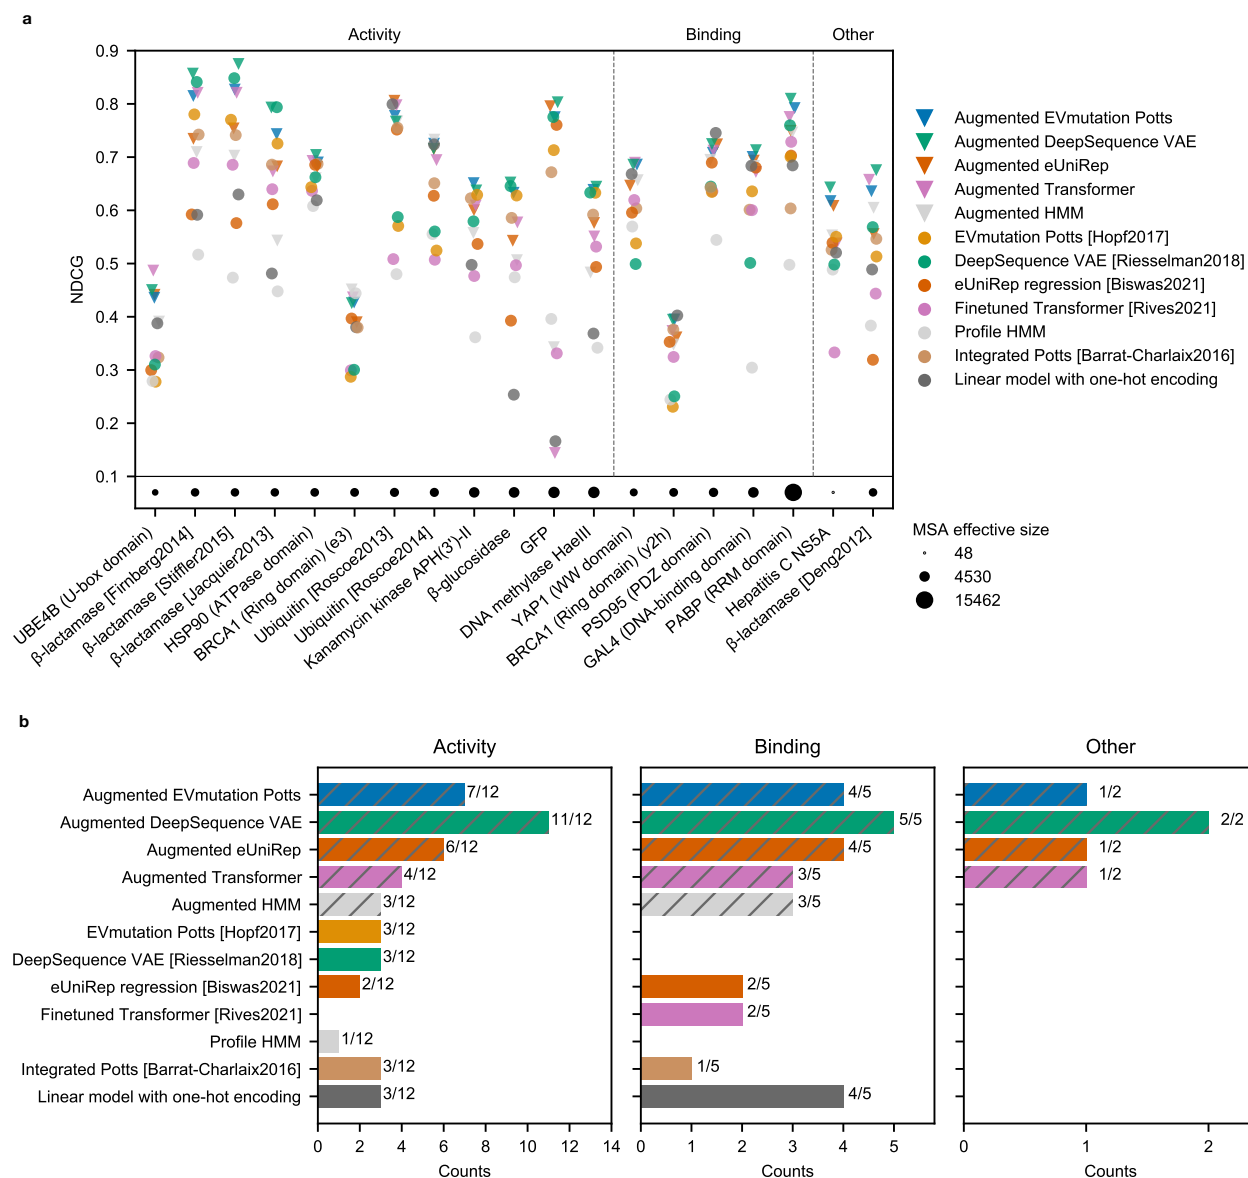 a
Activity
Binding
Other
NDCG
0.9
0.8
0.7
0.6
0.5
0.4
0.3
0.2
0.1
UBE4B (U-box domain)
β-lactamase [Firnberg2014]
β-lactamase [Stiffler2015]
β-lactamase [Jacquier2013]
HSP90 (ATPase domain)
BRCA1 (Ring domain) (e3)
Ubiquitin [Roscoe2013]
Ubiquitin [Roscoe2014]
Kanamycin kinase APH(3')-II
β-glucosidase
GFP
DNA methylase HaeIII
YAP1 (WW domain)
BRCA1 (Ring domain) (y2h)
PSD95 (PDZ domain)
GAL4 (DNA-binding domain)
PABP (RRM domain)
Hepatitis C NS5A
β-lactamase [Deng2012]
Augmented EVmutation Potts
Augmented DeepSequence VAE
Augmented eUniRep
Augmented Transformer
Augmented HMM
EVmutation Potts [Hopf2017]
DeepSequence VAE [Riesselman2018]
eUniRep regression [Biswas2021]
Finetuned Transformer [Rives2021]
Profile HMM
Integrated Potts [Barrat-Charlaix2016]
Linear model with one-hot encoding
MSA effective size
48
4530
15462
b
Activity
Binding
Other
Augmented EVmutation Potts 7/12 4/5 1/2
Augmented DeepSequence VAE 11/12 5/5 2/2
Augmented eUniRep 6/12 4/5 1/2
Augmented Transformer 4/12 3/5 1/2
Augmented HMM 3/12 3/5
EVmutation Potts [Hopf2017] 3/12
DeepSequence VAE [Riesselman2018] 3/12
eUniRep regression [Biswas2021] 2/12 2/5
Finetuned Transformer [Rives2021] 2/5
Profile HMM 1/12
Integrated Potts [Barrat-Charlaix2016] 3/12 1/5
Linear model with one-hot encoding 3/12 4/5
0 2 4 6 8 10 12 14
0 1 2 3 4 5
0 1 2
Counts
Counts
Counts